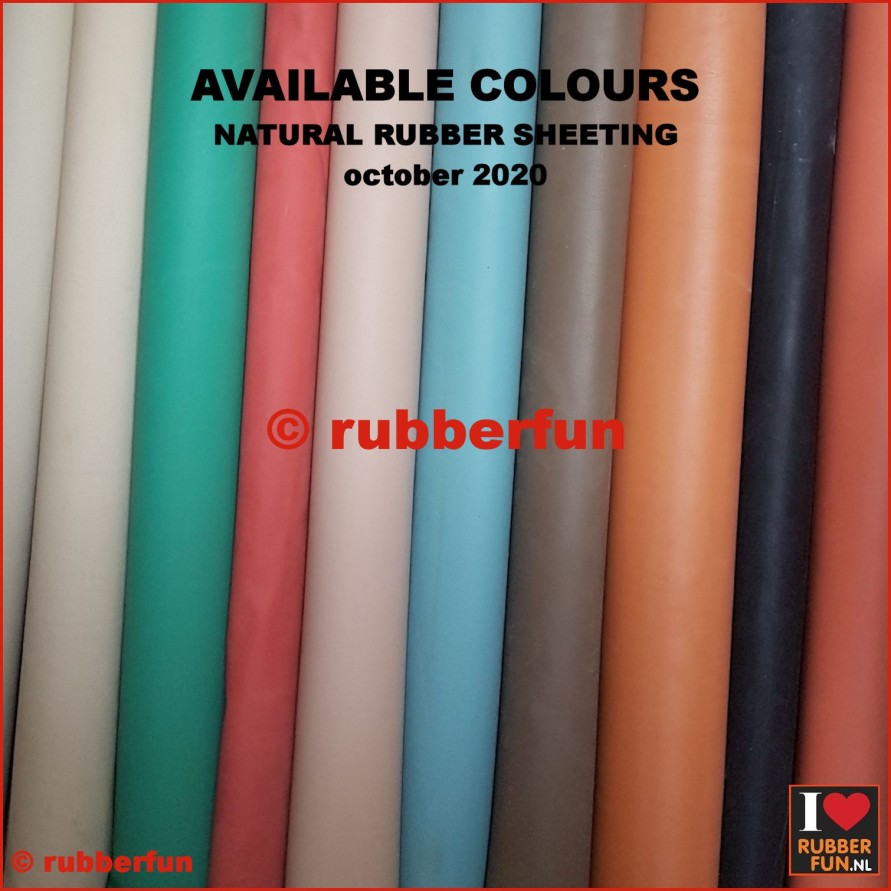 AVAILABLE COLOURS
NATURAL RUBBER SHEETING
october 2020
© rubberfun
© rubberfun
I ❤
RUBBER
FUN.NL